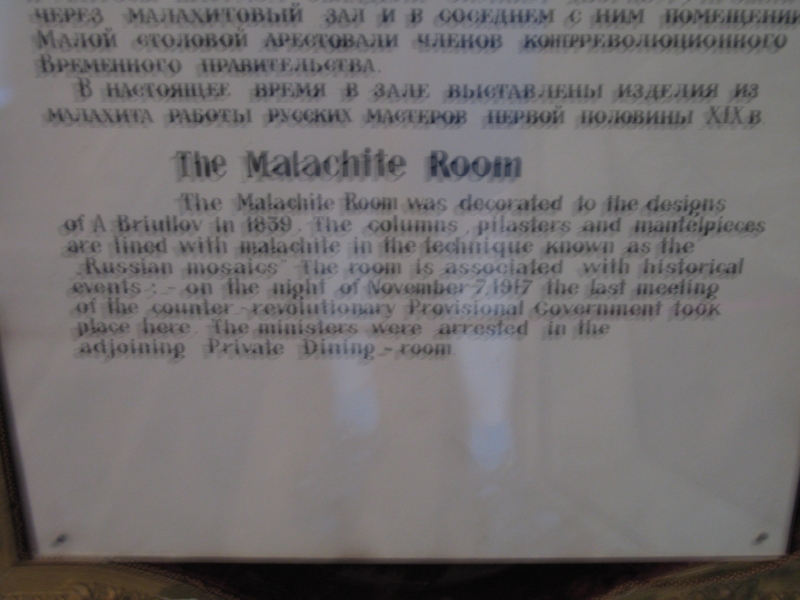 ЧЕРЕЗ МАЛАХИТОВЫЙ ЗАЛ И В СОСЕДНЕМ С НИМ ПОМЕЩЕНИИ
МАЛОЙ СТОЛОВОЙ АРЕСТОВАЛИ ЧЛЕНОВ КОНТРРЕВОЛЮЦИОННОГО
ВРЕМЕННОГО ПРАВИТЕЛЬСТВА.
В НАСТОЯЩЕЕ ВРЕМЯ В ЗАЛЕ ВЫСТАВЛЕНЫ ИЗДЕЛИЯ ИЗ
МАЛАХИТА РАБОТЫ РУССКИХ МАСТЕРОВ ПЕРВОЙ ПОЛОВИНЫ XIX В.
The Malachite Room
The Malachite Room was decorated to the designs
of A. Briullov in 1839. The columns, pilasters and mantelpieces
are lined with malachite in the technique known as the
"Russian mosaics" The room is associated with historical
events: - on the night of November 7,1917 the last meeting
of the counter-revolutionary Provisional Government took
place here. The ministers were arrested in the
adjoining Private Dining-room.